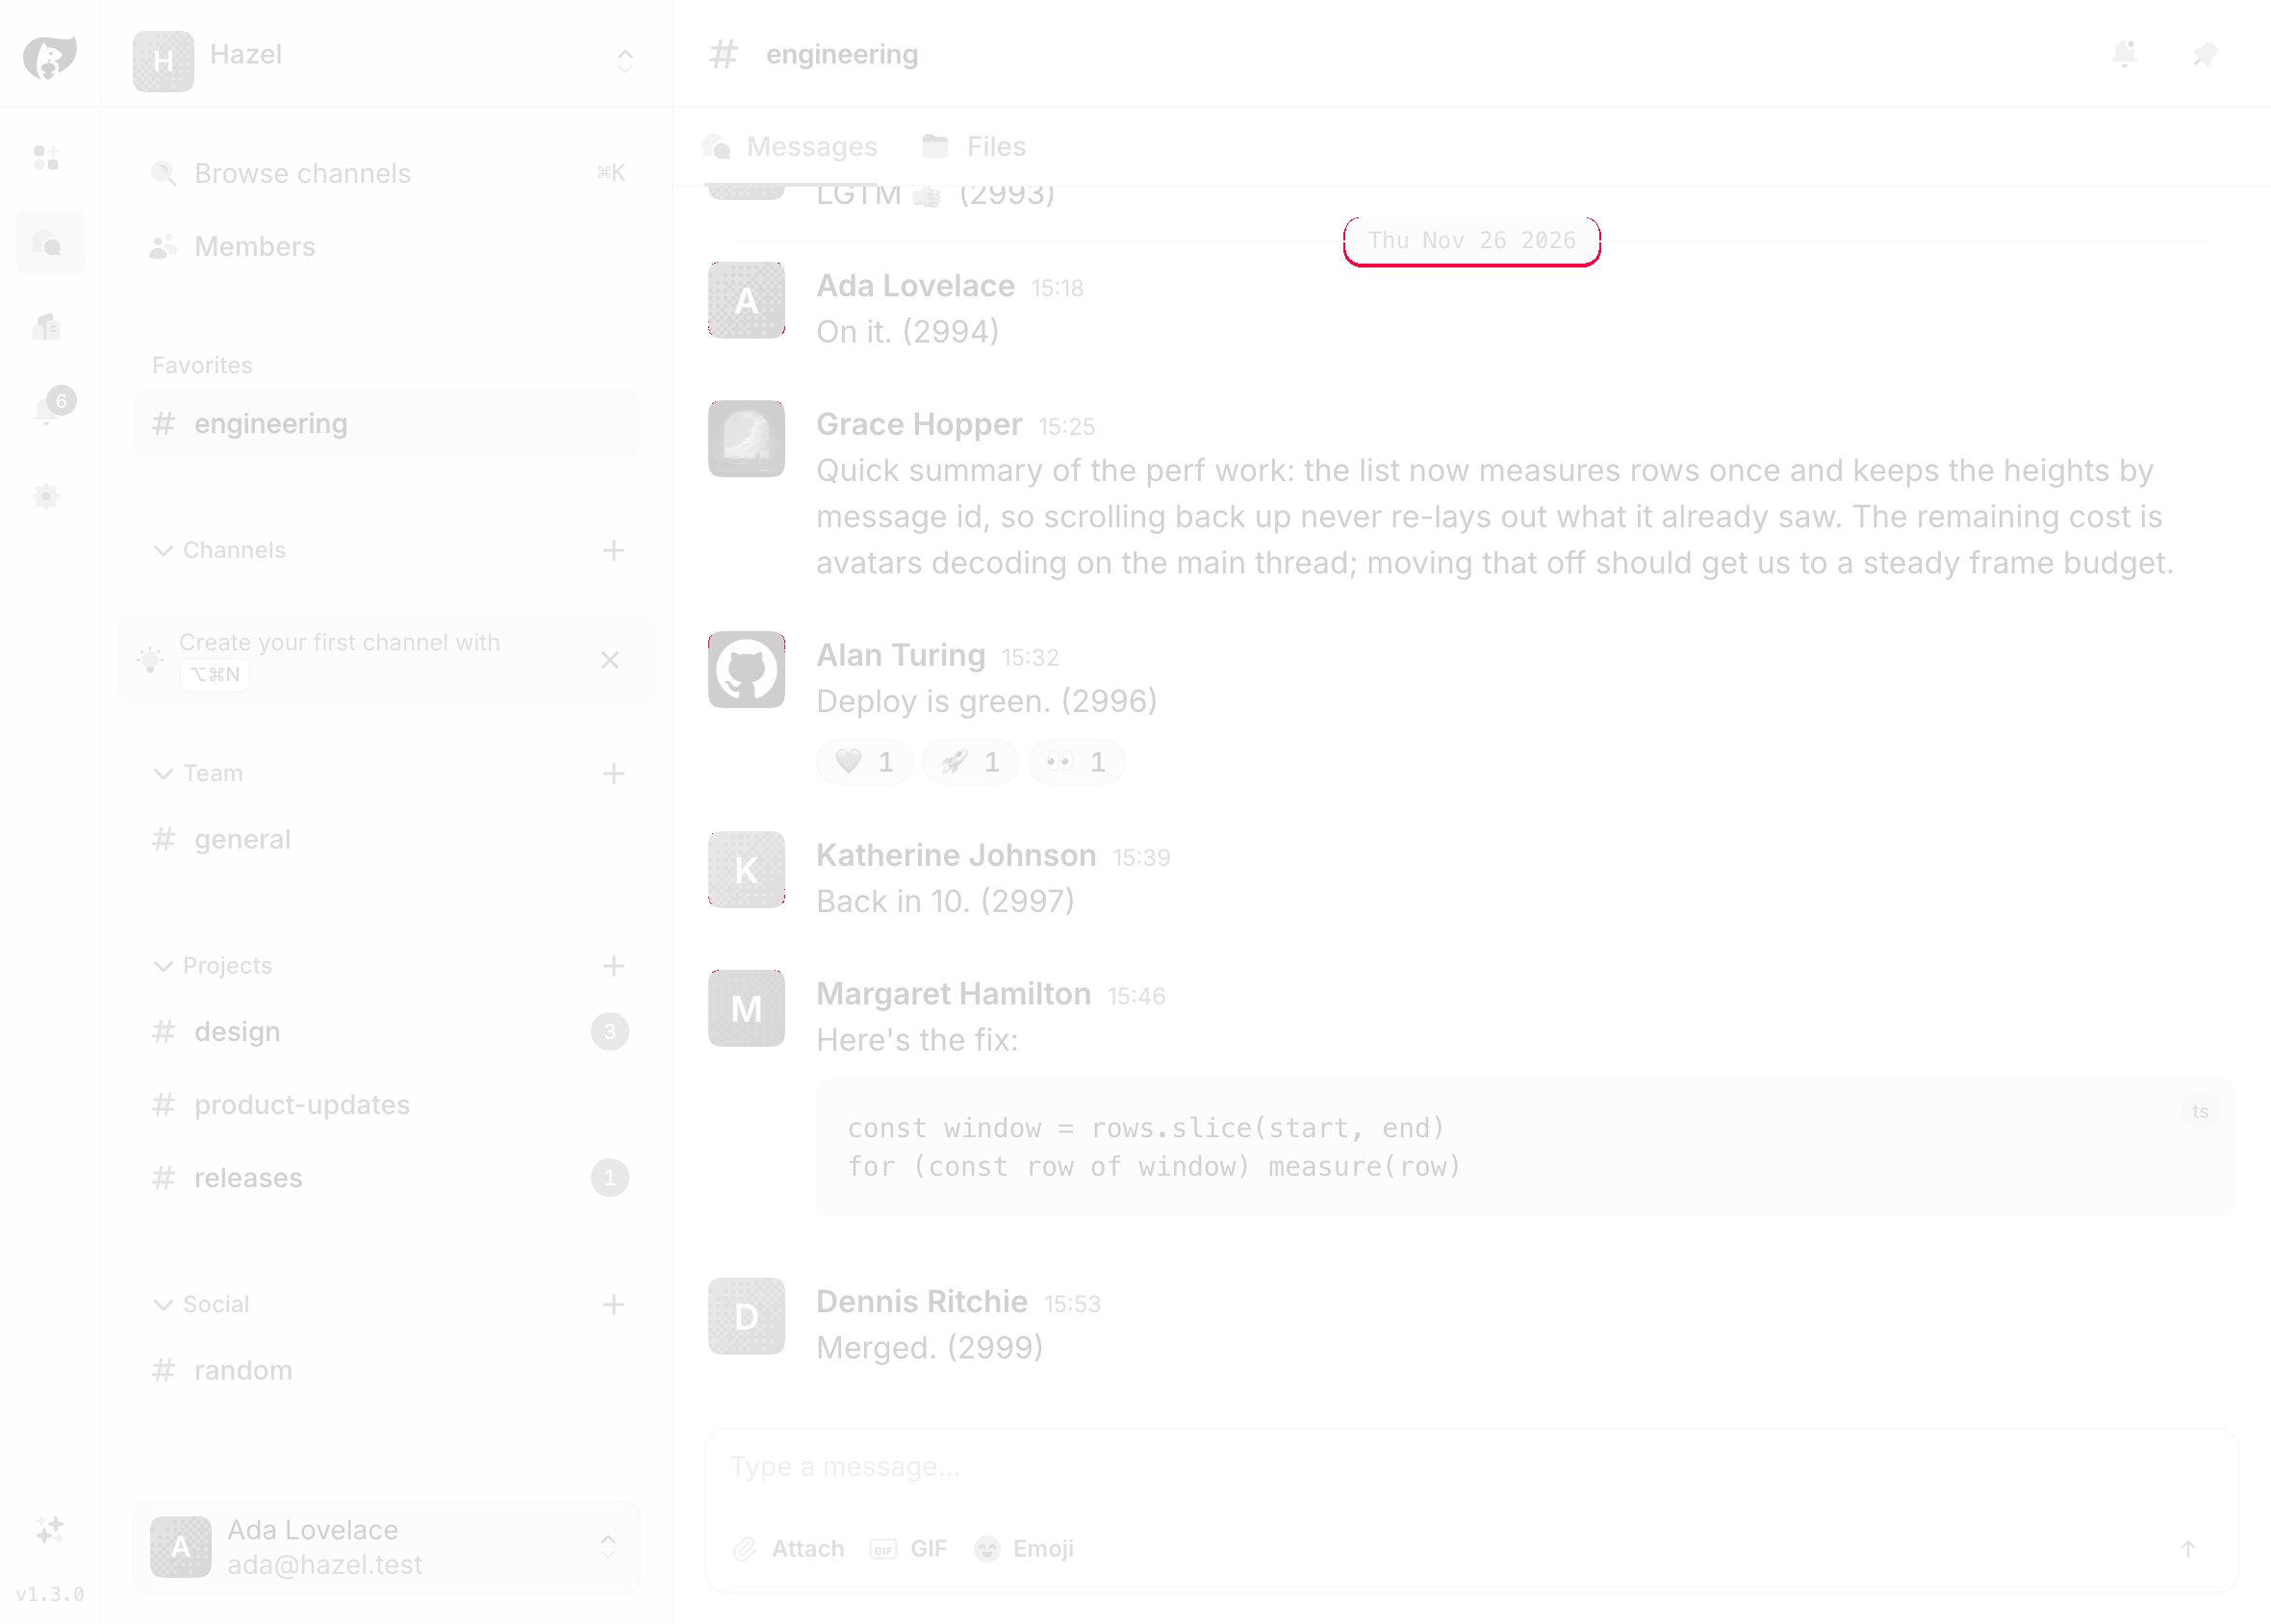 H Hazel
Browse channels ⌘K
Members
6
Favorites
# engineering
Channels
Create your first channel with
⌥⌘N
Team
# general
Projects
# design 3
# product-updates
# releases 1
Social
# random
A Ada Lovelace
ada@hazel.test
v1.3.0
# engineering
Messages Files
LGTM 👍 (2993)
Thu Nov 26 2026
A Ada Lovelace 15:18
On it. (2994)
Grace Hopper 15:25
Quick summary of the perf work: the list now measures rows once and keeps the heights by
message id, so scrolling back up never re-lays out what it already saw. The remaining cost is
avatars decoding on the main thread; moving that off should get us to a steady frame budget.
Alan Turing 15:32
Deploy is green. (2996)
❤️ 1 🚀 1 👀 1
K Katherine Johnson 15:39
Back in 10. (2997)
M Margaret Hamilton 15:46
Here's the fix:
ts
const window = rows.slice(start, end)
for (const row of window) measure(row)
D Dennis Ritchie 15:53
Merged. (2999)
Type a message...
Attach GIF GIF Emoji